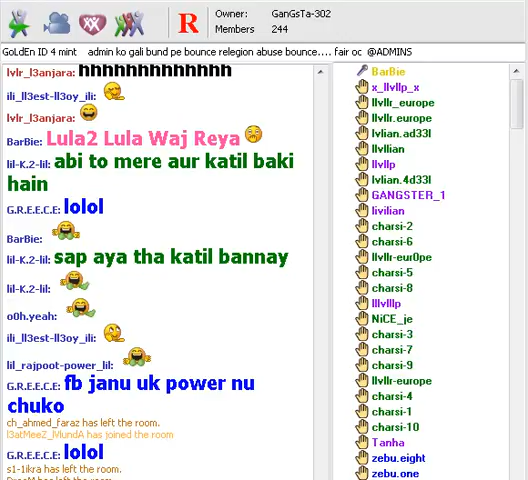 R
Owner: GanGsTa-302
Members 244
GoLdEn ID 4 mint admin ko gali bund pe bounce relegion abuse bounce.... fair oc @ADMINS
lvlr_l3anjara: hhhhhhhhhhhhhh
ili_ll3est-ll3oy_ili:
lvlr_l3anjara:
BarBie: Lula2 Lula Waj Reya
lil-K.2-lil: abi to mere aur katil baki
hain
G.R.E.E.C.E: lolol
BarBie:
lil-K.2-lil: sap aya tha katil bannay
lil-K.2-lil:
o0h.yeah:
ili_ll3est-ll3oy_ili:
lil_rajpoot-power_lil:
G.R.E.E.C.E: fb janu uk power nu
chuko
ch_ahmed_faraz has left the room.
l3atMeeZ_lVlundA has joined the room
G.R.E.E.C.E: lolol
s1-1ikra has left the room.
BarBie
x_llvllp_x
llvllr_europe
llvllr.europe
lvlian.ad33l
llvllian
llvllp
lvlian.4d33l
GANGSTER_1
livilian
charsi-2
charsi-6
llvllr-eur0pe
charsi-5
charsi-8
lllvlllp
NiCE_je
charsi-3
charsi-7
charsi-9
llvllr-europe
charsi-4
charsi-1
charsi-10
Tanha
zebu.eight
zebu.one